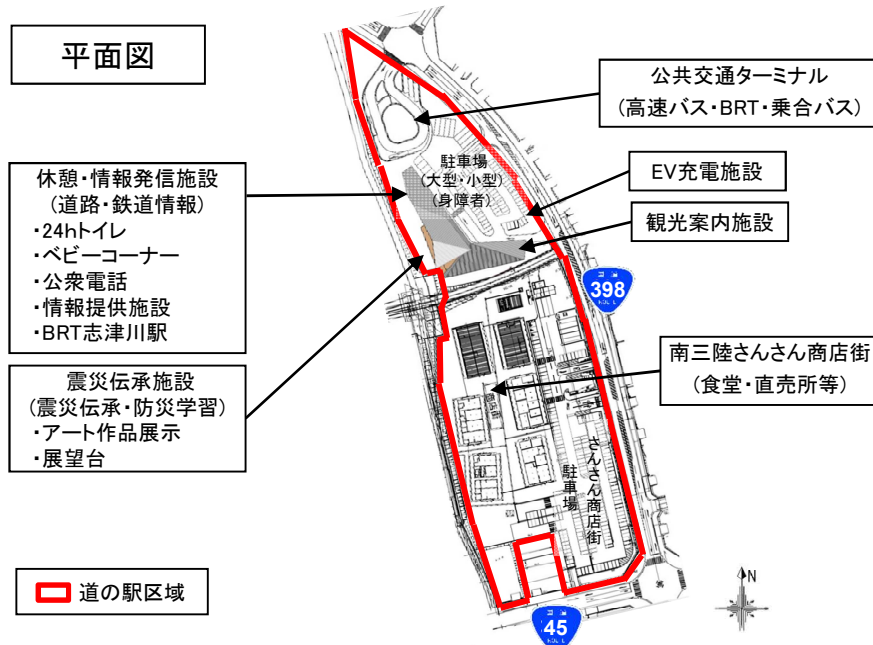 平面図
公共交通ターミナル
(高速バス・BRT・乗合バス)
駐車場
(大型・小型)
(身障者)
EV充電施設
観光案内施設
休憩・情報発信施設
(道路・鉄道情報)
・24hトイレ
・ベビーコーナー
・公衆電話
・情報提供施設
・BRT志津川駅
国道
398
ROUTE
南三陸さんさん商店街
(食堂・直売所等)
震災伝承施設
(震災伝承・防災学習)
・アート作品展示
・展望台
さんさん商店街
駐車場
道の駅区域
国道
45
ROUTE
N